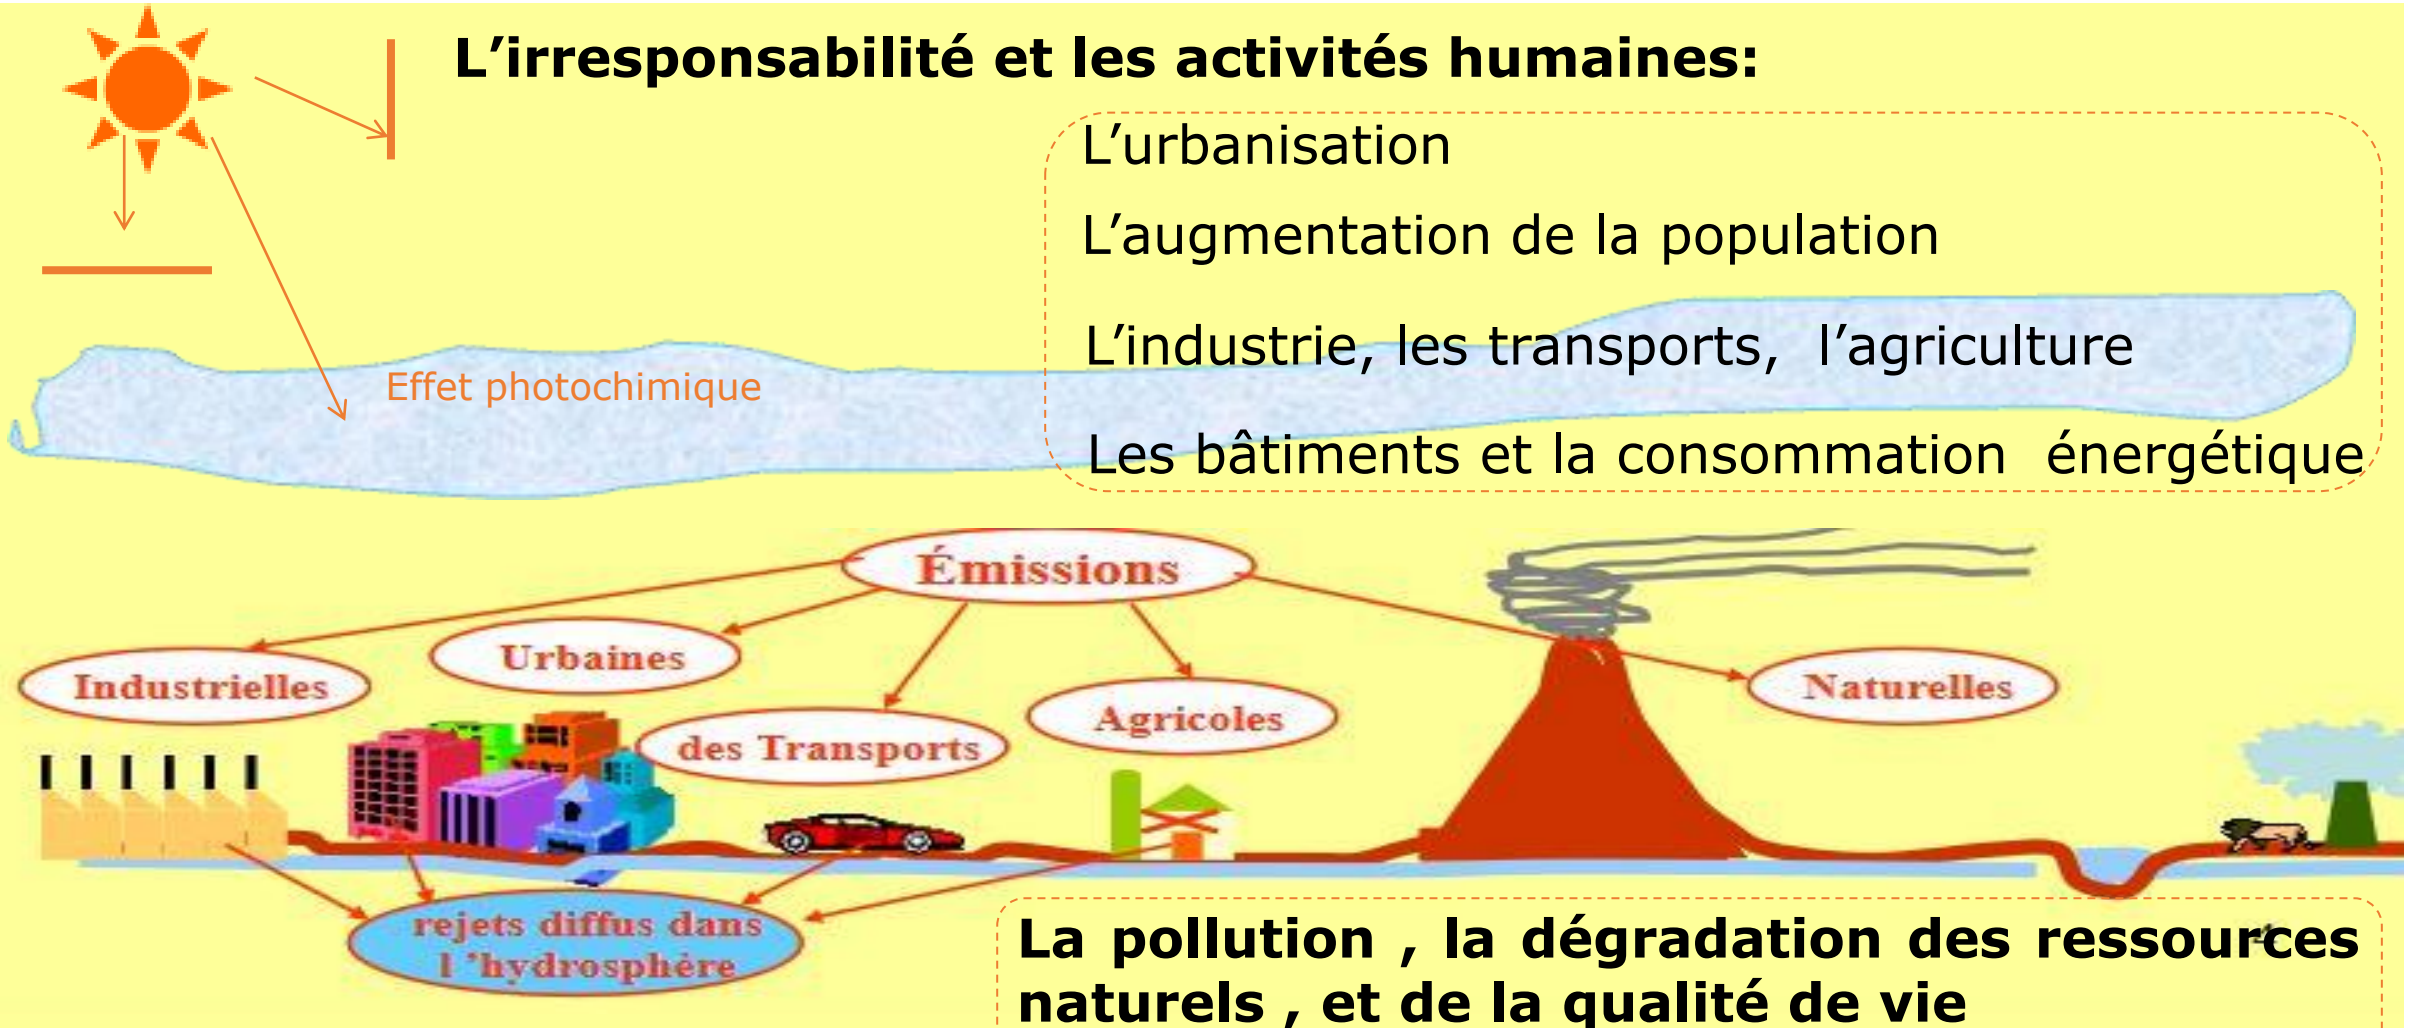 L’irresponsabilité et les activités humaines:
L’urbanisation
L’augmentation de la population
L’industrie, les transports,  l’agriculture
Effet photochimique
Les bâtiments et la consommation  énergétique
Émissions
Urbaines
Industrielles
Naturelles
Agricoles
des Transports
rejets diffus dans
l ’hydrosphère
La pollution , la dégradation des ressources
naturels , et de la qualité de vie